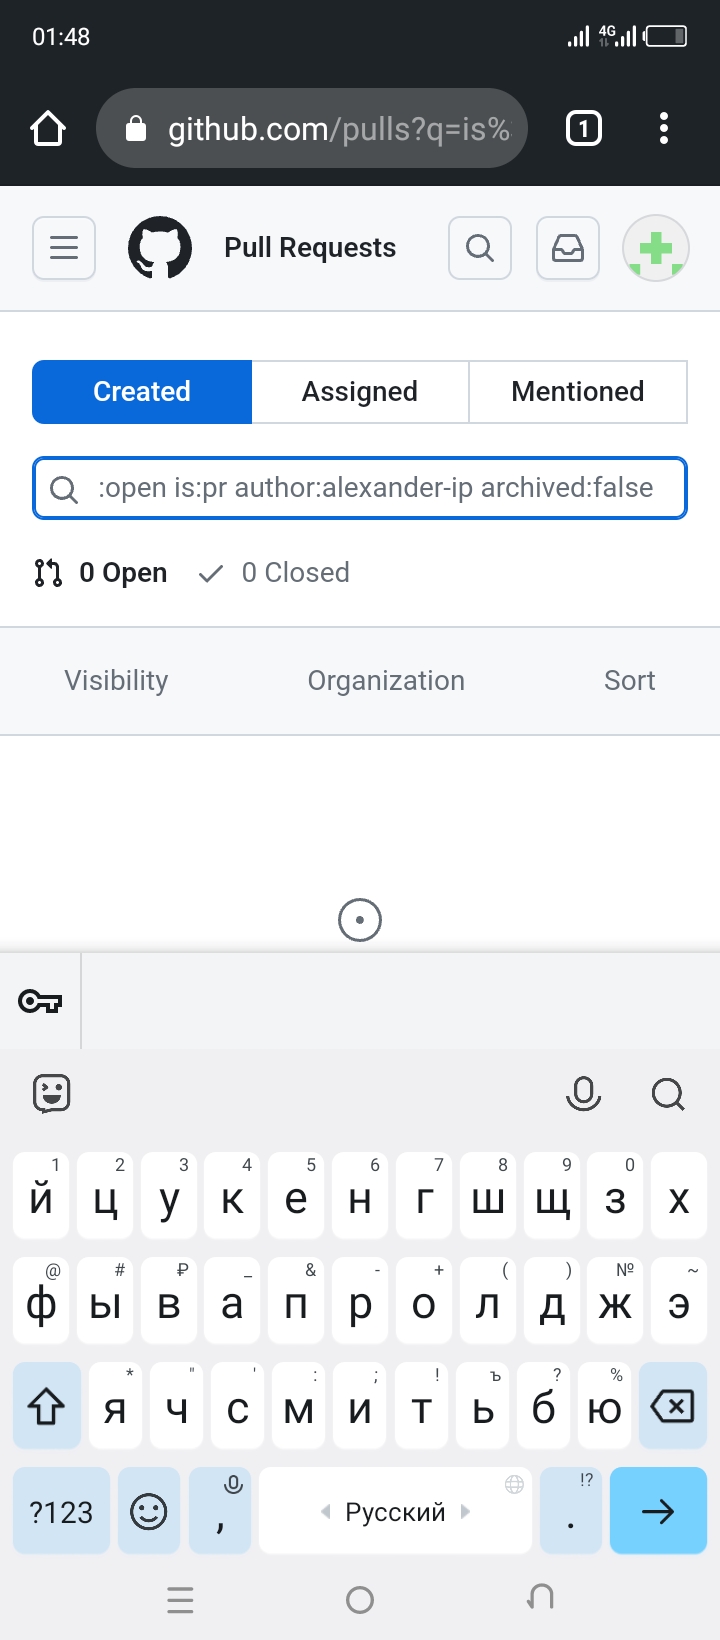 01:48
4G
github.com/pulls?q=is%
1
Pull Requests
Created
Assigned
Mentioned
:open is:pr author:alexander-ip archived:false
0 Open
0 Closed
Visibility
Organization
Sort
1 2 3 4 5 6 7 8 9 0
й ц у к е н г ш щ з х
@ # ₽ _ & - + ( ) № ~
ф ы в а п р о л д ж э
* " ' : ; ! ъ ? %
я ч с м и т ь б ю
!?
?123 , Русский .